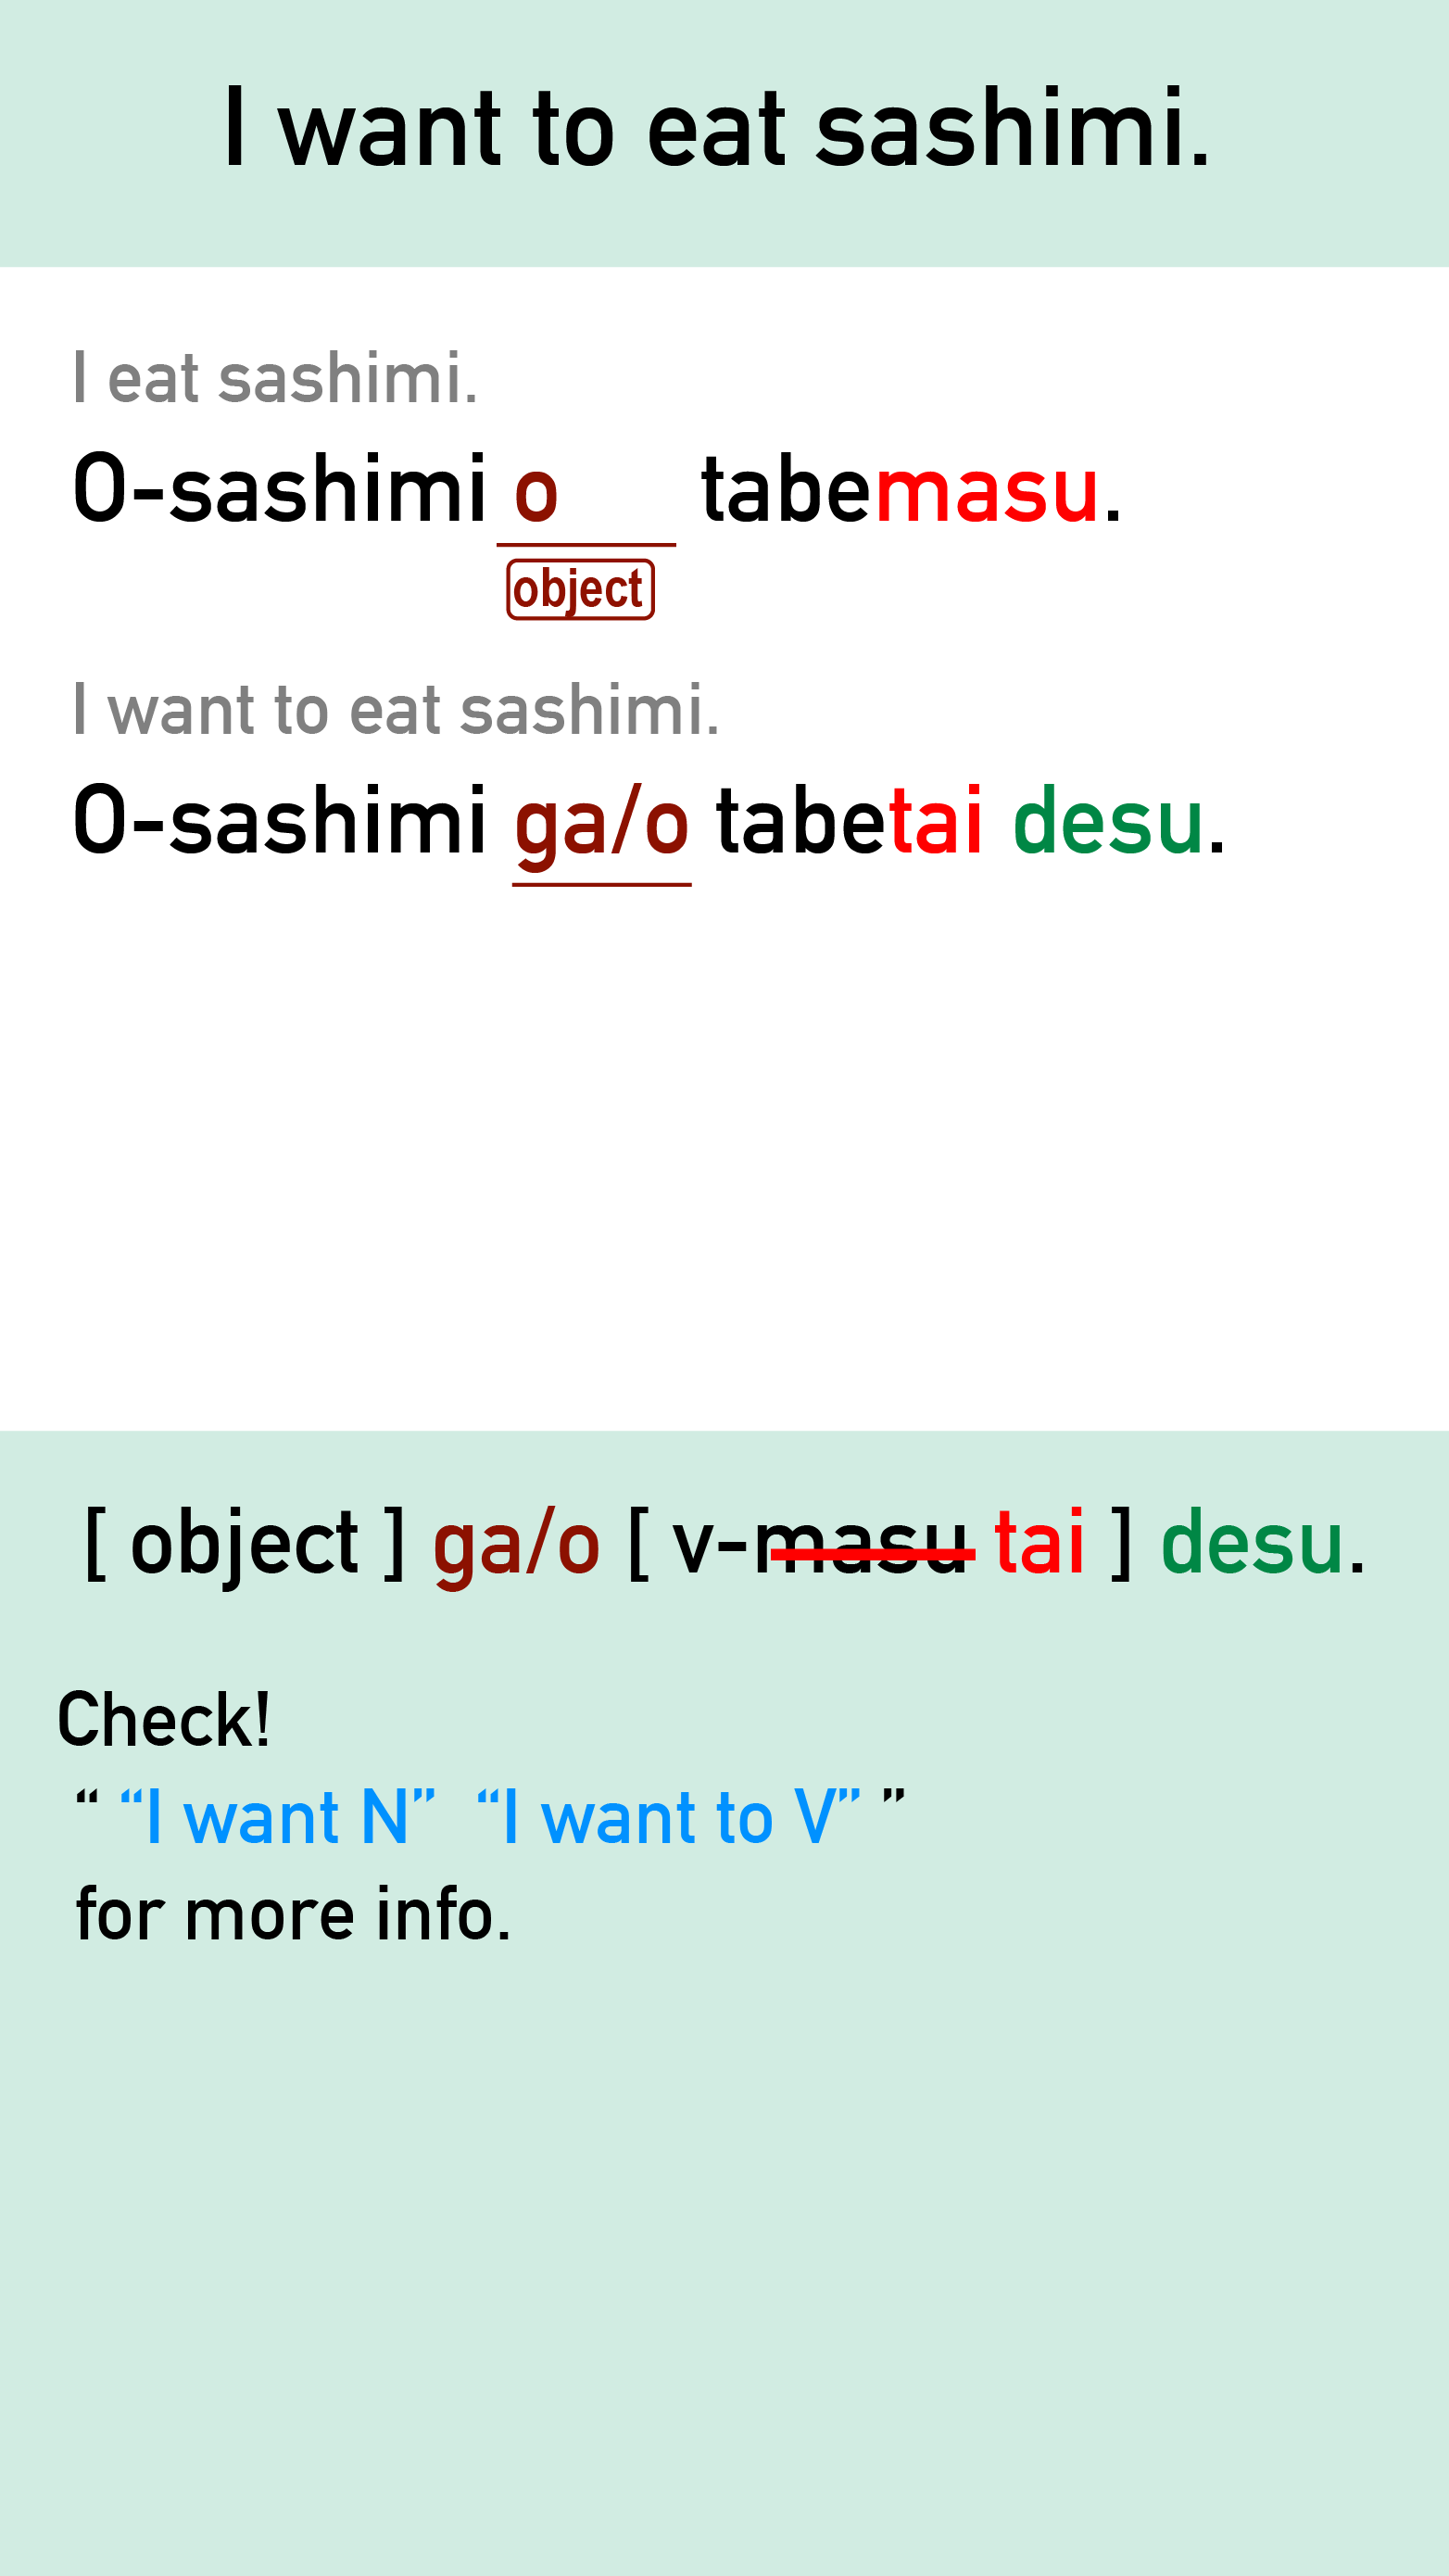 I want to eat sashimi.
I eat sashimi.
O-sashimi o tabemasu.
object
I want to eat sashimi.
O-sashimi ga/o tabetai desu.
[ object ] ga/o [ v-masu tai ] desu.
Check!
“ “I want N” “I want to V” ”
for more info.